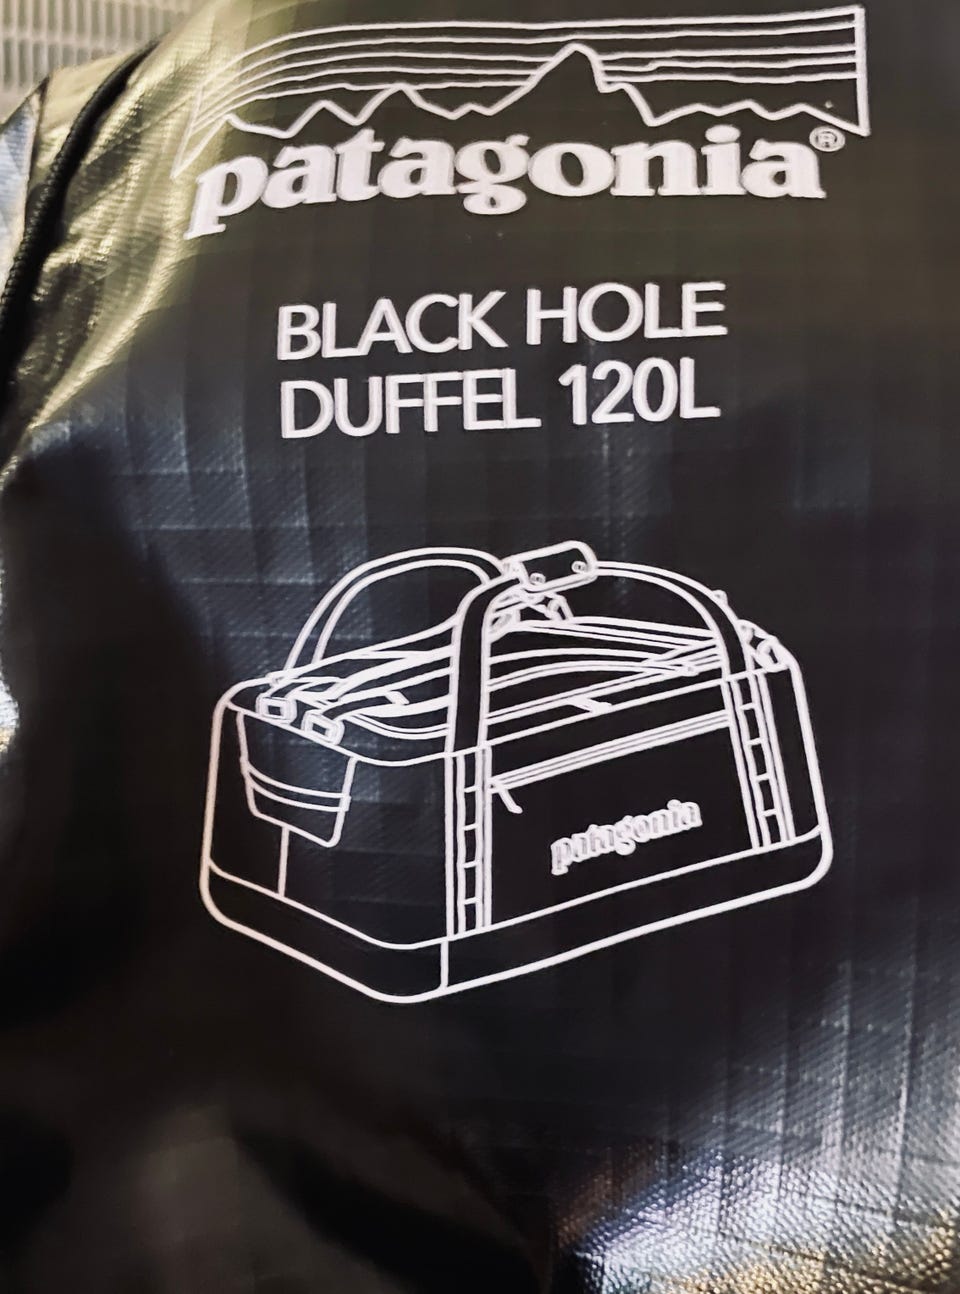 patagonia®
BLACK HOLE
DUFFEL 120L
patagonia